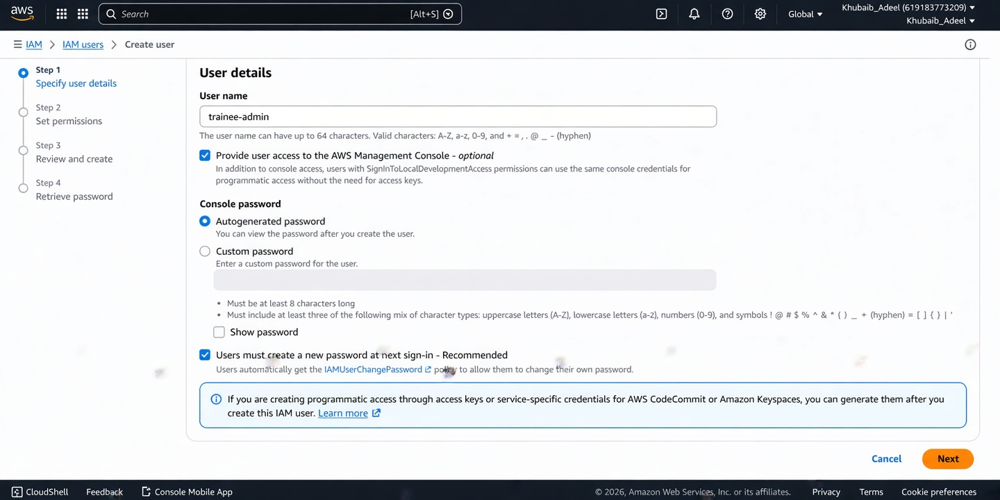 aws
Search
[Alt+S]
Global
Khubaib_Adeel (619183773209)
Khubaib_Adeel
IAM
IAM users
Create user
Step 1
Specify user details
Step 2
Set permissions
Step 3
Review and create
Step 4
Retrieve password
User details
User name
trainee-admin
The user name can have up to 64 characters. Valid characters: A-Z, a-z, 0-9, and + = , . @ _ - (hyphen)
Provide user access to the AWS Management Console - optional
In addition to console access, users with SignInToLocalDevelopmentAccess permissions can use the same console credentials for
programmatic access without the need for access keys.
Console password
Autogenerated password
You can view the password after you create the user.
Custom password
Enter a custom password for the user.
• Must be at least 8 characters long
• Must include at least three of the following mix of character types: uppercase letters (A-Z), lowercase letters (a-z), numbers (0-9), and symbols ! @ # $ % ^ & * ( ) _ + (hyphen) = [ ] { } | '
Show password
Users must create a new password at next sign-in - Recommended
Users automatically get the IAMUserChangePassword policy to allow them to change their own password.
If you are creating programmatic access through access keys or service-specific credentials for AWS CodeCommit or Amazon Keyspaces, you can generate them after you
create this IAM user. Learn more
Cancel
Next
CloudShell
Feedback
Console Mobile App
© 2026, Amazon Web Services, Inc. or its affiliates.
Privacy
Terms
Cookie preferences